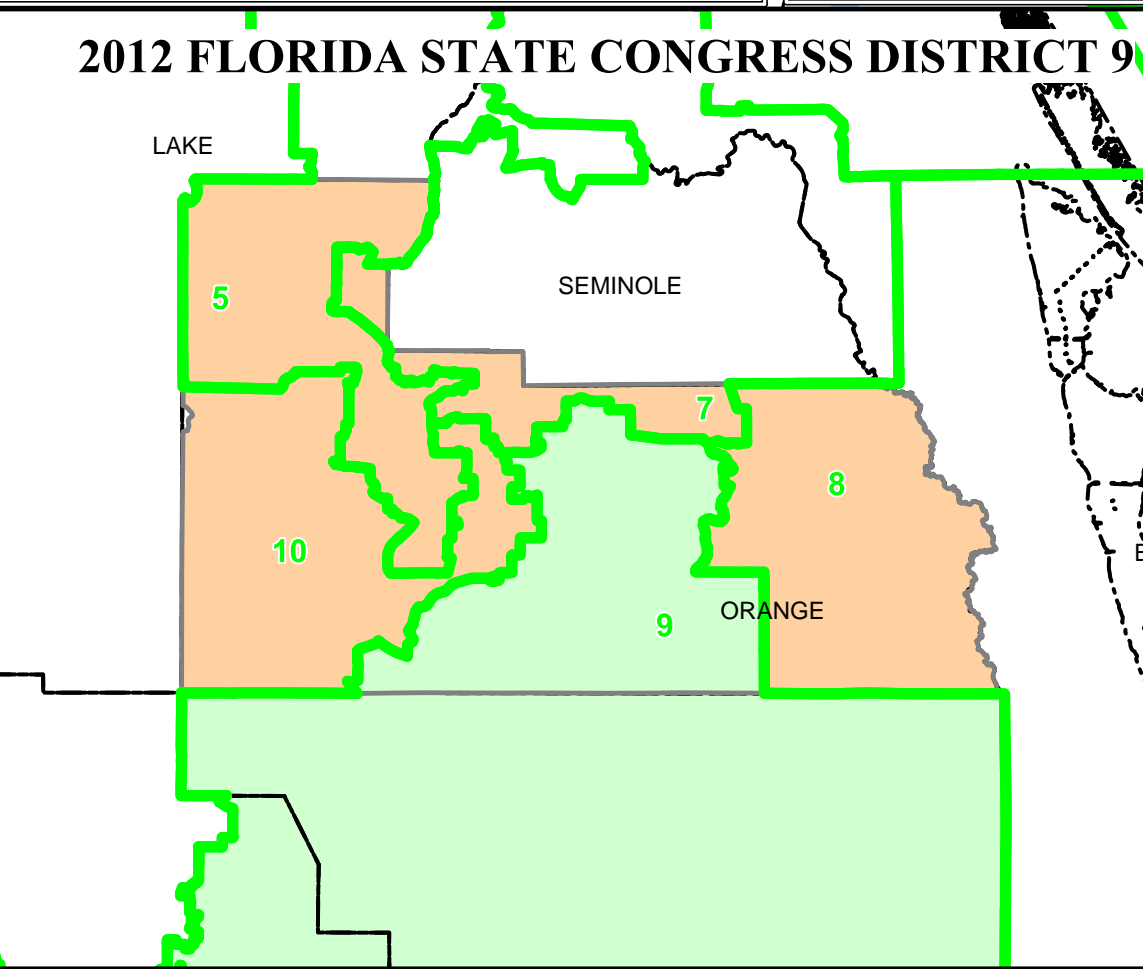 2012 FLORIDA STATE CONGRESS DISTRICT 9
LAKE
SEMINOLE
5
7
8
10
E
ORANGE
9